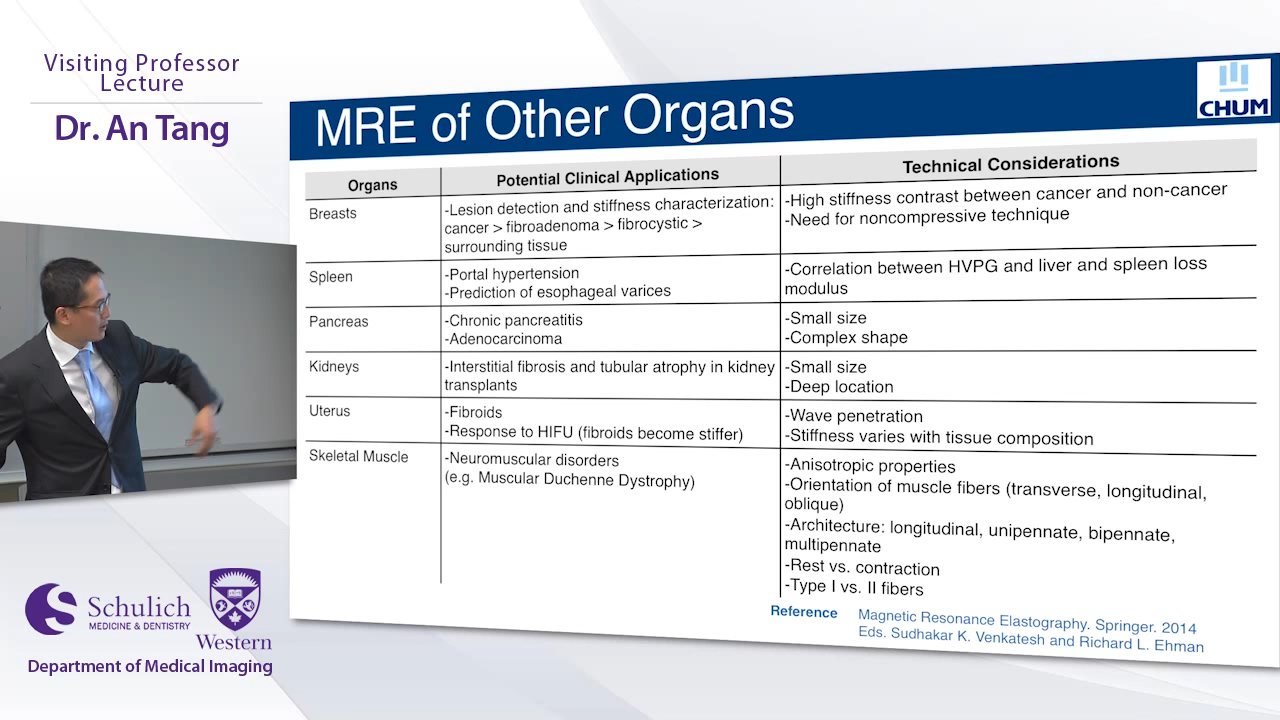 Visiting Professor
Lecture
Dr. An Tang
MRE of Other Organs
CHUM
Organs
Potential Clinical Applications
Technical Considerations
Breasts
-Lesion detection and stiffness characterization:
cancer > fibroadenoma > fibrocystic >
surrounding tissue
-High stiffness contrast between cancer and non-cancer
-Need for noncompressive technique
Spleen
-Portal hypertension
-Prediction of esophageal varices
-Correlation between HVPG and liver and spleen loss
modulus
Pancreas
-Chronic pancreatitis
-Adenocarcinoma
-Small size
-Complex shape
Kidneys
-Interstitial fibrosis and tubular atrophy in kidney
transplants
-Small size
-Deep location
Uterus
-Fibroids
-Response to HIFU (fibroids become stiffer)
-Wave penetration
-Stiffness varies with tissue composition
Skeletal Muscle
-Neuromuscular disorders
(e.g. Muscular Duchenne Dystrophy)
-Anisotropic properties
-Orientation of muscle fibers (transverse, longitudinal,
oblique)
-Architecture: longitudinal, unipennate, bipennate,
multipennate
-Rest vs. contraction
-Type I vs. II fibers
Reference
Magnetic Resonance Elastography. Springer. 2014
Eds. Sudhakar K. Venkatesh and Richard L. Ehman
Schulich
MEDICINE & DENTISTRY
Western
Department of Medical Imaging